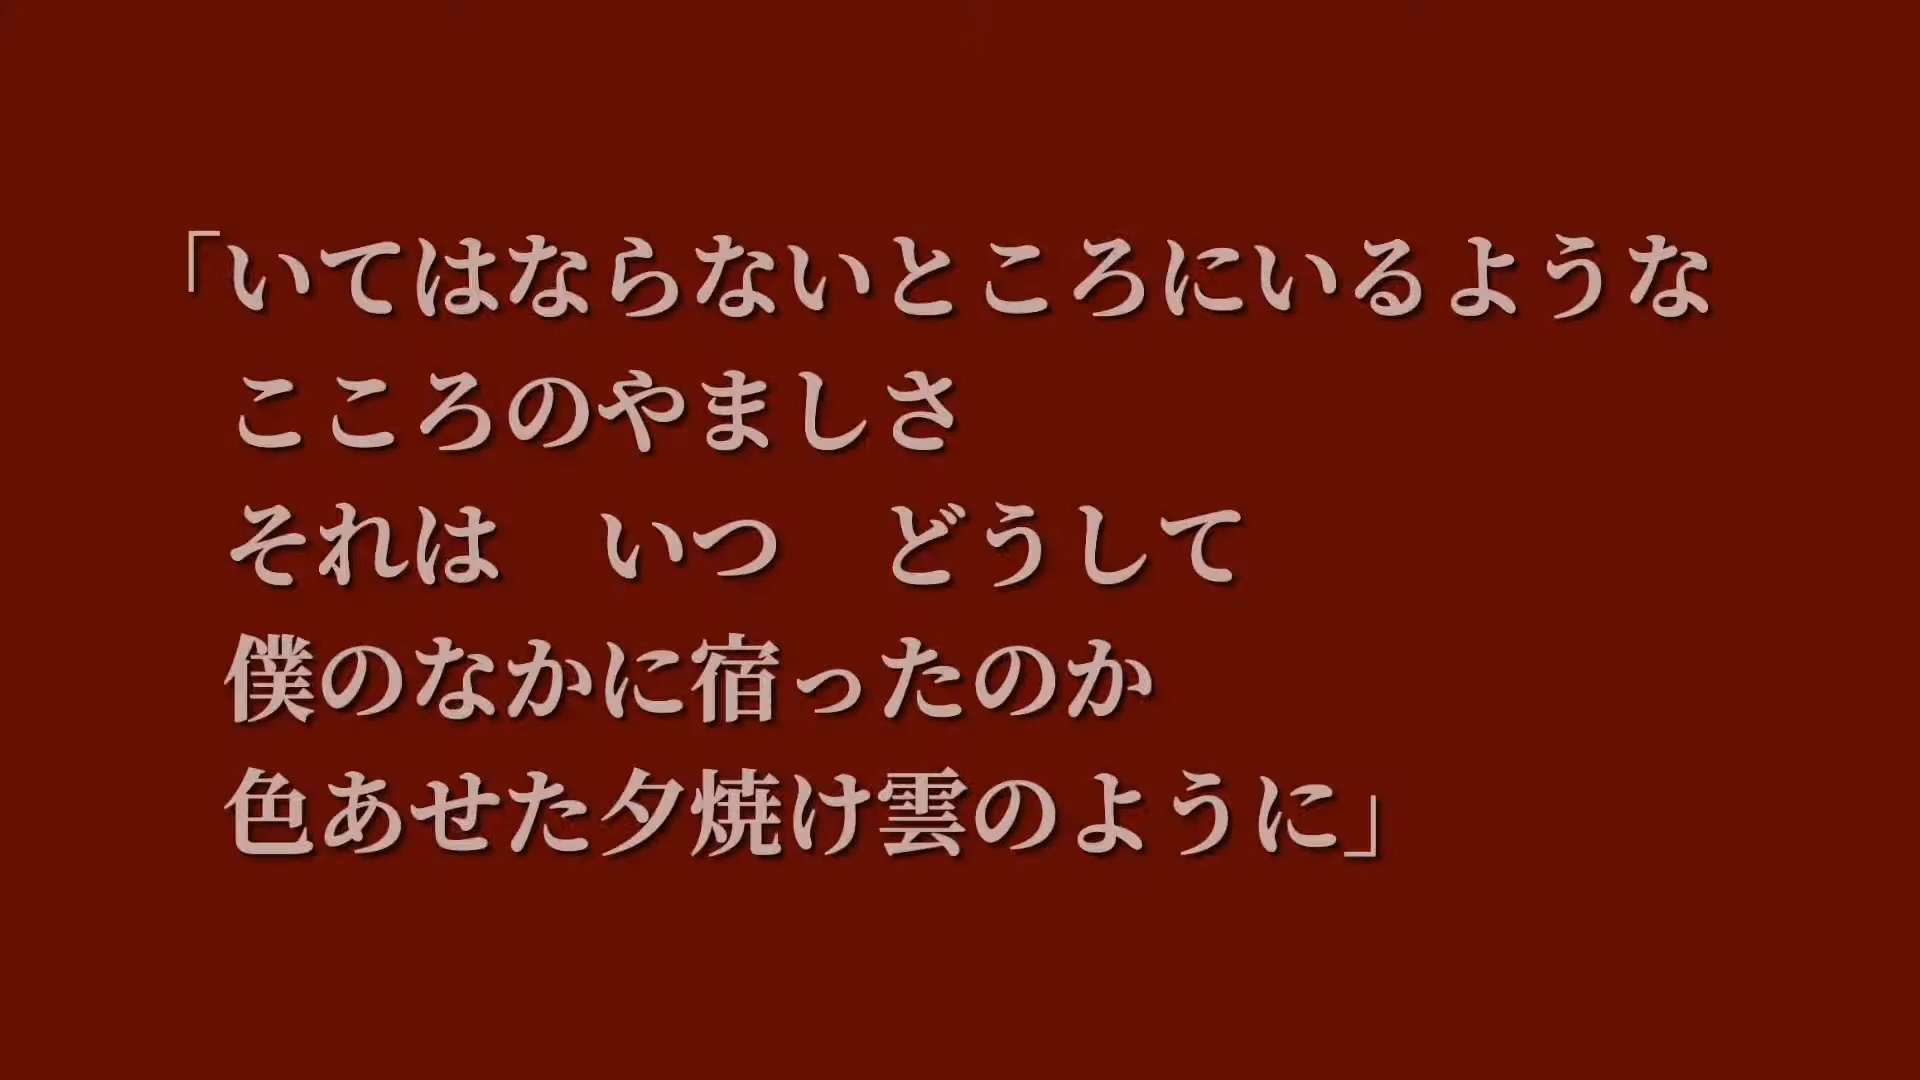 「いてはならないところにいるような
こころのやましさ
それは　いつ　どうして
僕のなかに宿ったのか
色あせた夕焼け雲のように」